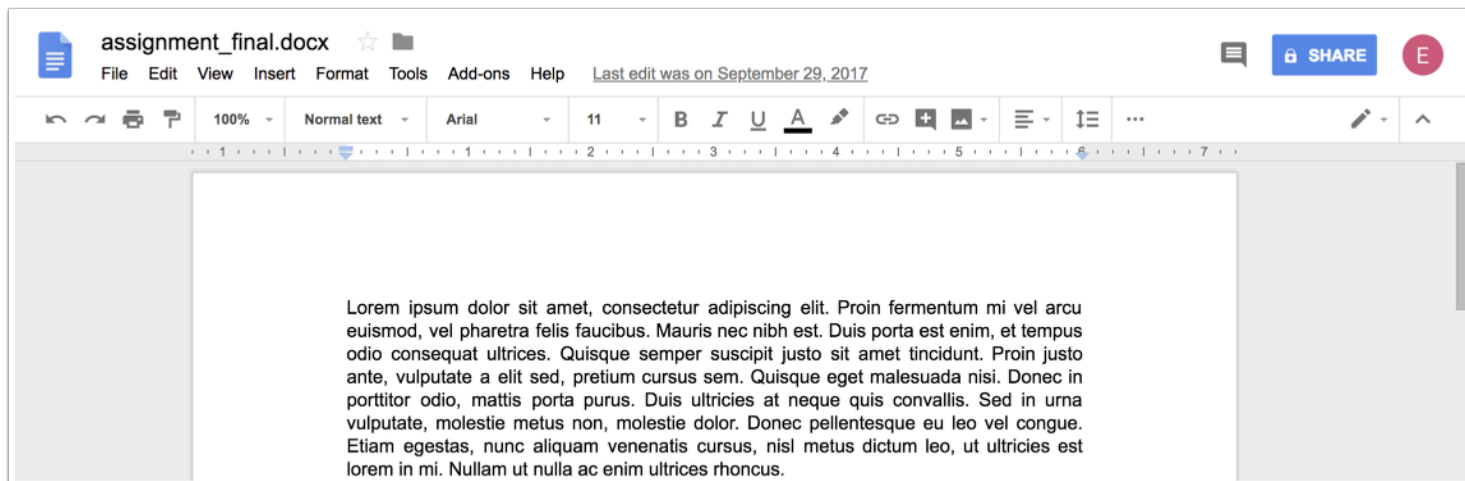 assignment_final.docx
File Edit View Insert Format Tools Add-ons Help Last edit was on September 29, 2017
SHARE
E
100% Normal text Arial 11 B I U A
1 1 2 3 4 5 6 7
Lorem ipsum dolor sit amet, consectetur adipiscing elit. Proin fermentum mi vel arcu
euismod, vel pharetra felis faucibus. Mauris nec nibh est. Duis porta est enim, et tempus
odio consequat ultrices. Quisque semper suscipit justo sit amet tincidunt. Proin justo
ante, vulputate a elit sed, pretium cursus sem. Quisque eget malesuada nisi. Donec in
porttitor odio, mattis porta purus. Duis ultricies at neque quis convallis. Sed in urna
vulputate, molestie metus non, molestie dolor. Donec pellentesque eu leo vel congue.
Etiam egestas, nunc aliquam venenatis cursus, nisl metus dictum leo, ut ultricies est
lorem in mi. Nullam ut nulla ac enim ultrices rhoncus.